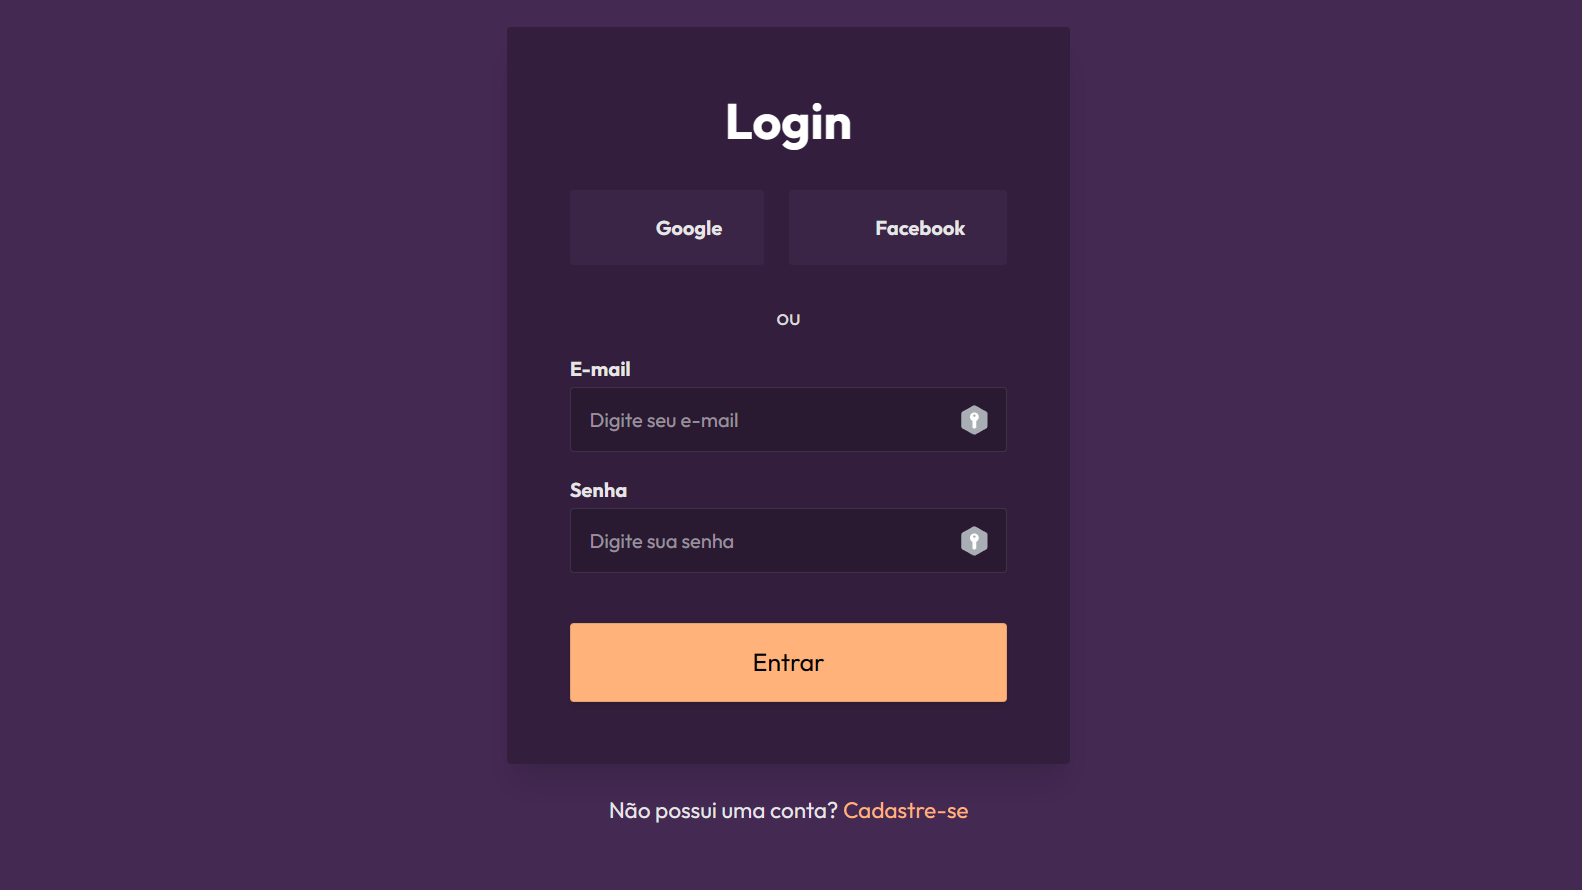 Login
Google Facebook
ou
E-mail
Digite seu e-mail
Senha
Digite sua senha
Entrar
Não possui uma conta? Cadastre-se